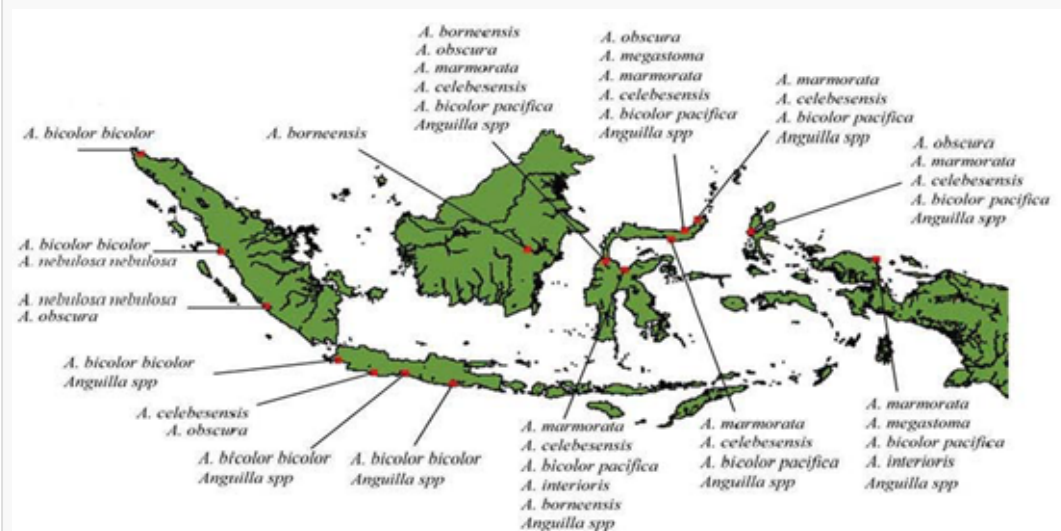 A. borneensis
A. obscura
A. marmorata
A. celebesensis
A. bicolor pacifica
Anguilla spp
A. obscura
A. megastoma
A. marmorata
A. celebesensis
A. bicolor pacifica
Anguilla spp
A. marmorata
A. celebesensis
A. bicolor pacifica
Anguilla spp
A. bicolor bicolor
A. borneensis
A. obscura
A. marmorata
A. celebesensis
A. bicolor pacifica
Anguilla spp
A. bicolor bicolor
A. nebulosa nebulosa
A. nebulosa nebulosa
A. obscura
A. bicolor bicolor
Anguilla spp
A. celebesensis
A. obscura
A. bicolor bicolor
Anguilla spp
A. bicolor bicolor
Anguilla spp
A. marmorata
A. celebesensis
A. bicolor pacifica
A. interioris
A. borneensis
Anguilla spp
A. marmorata
A. celebesensis
A. bicolor pacifica
Anguilla spp
A. marmorata
A. megastoma
A. bicolor pacifica
A. interioris
Anguilla spp